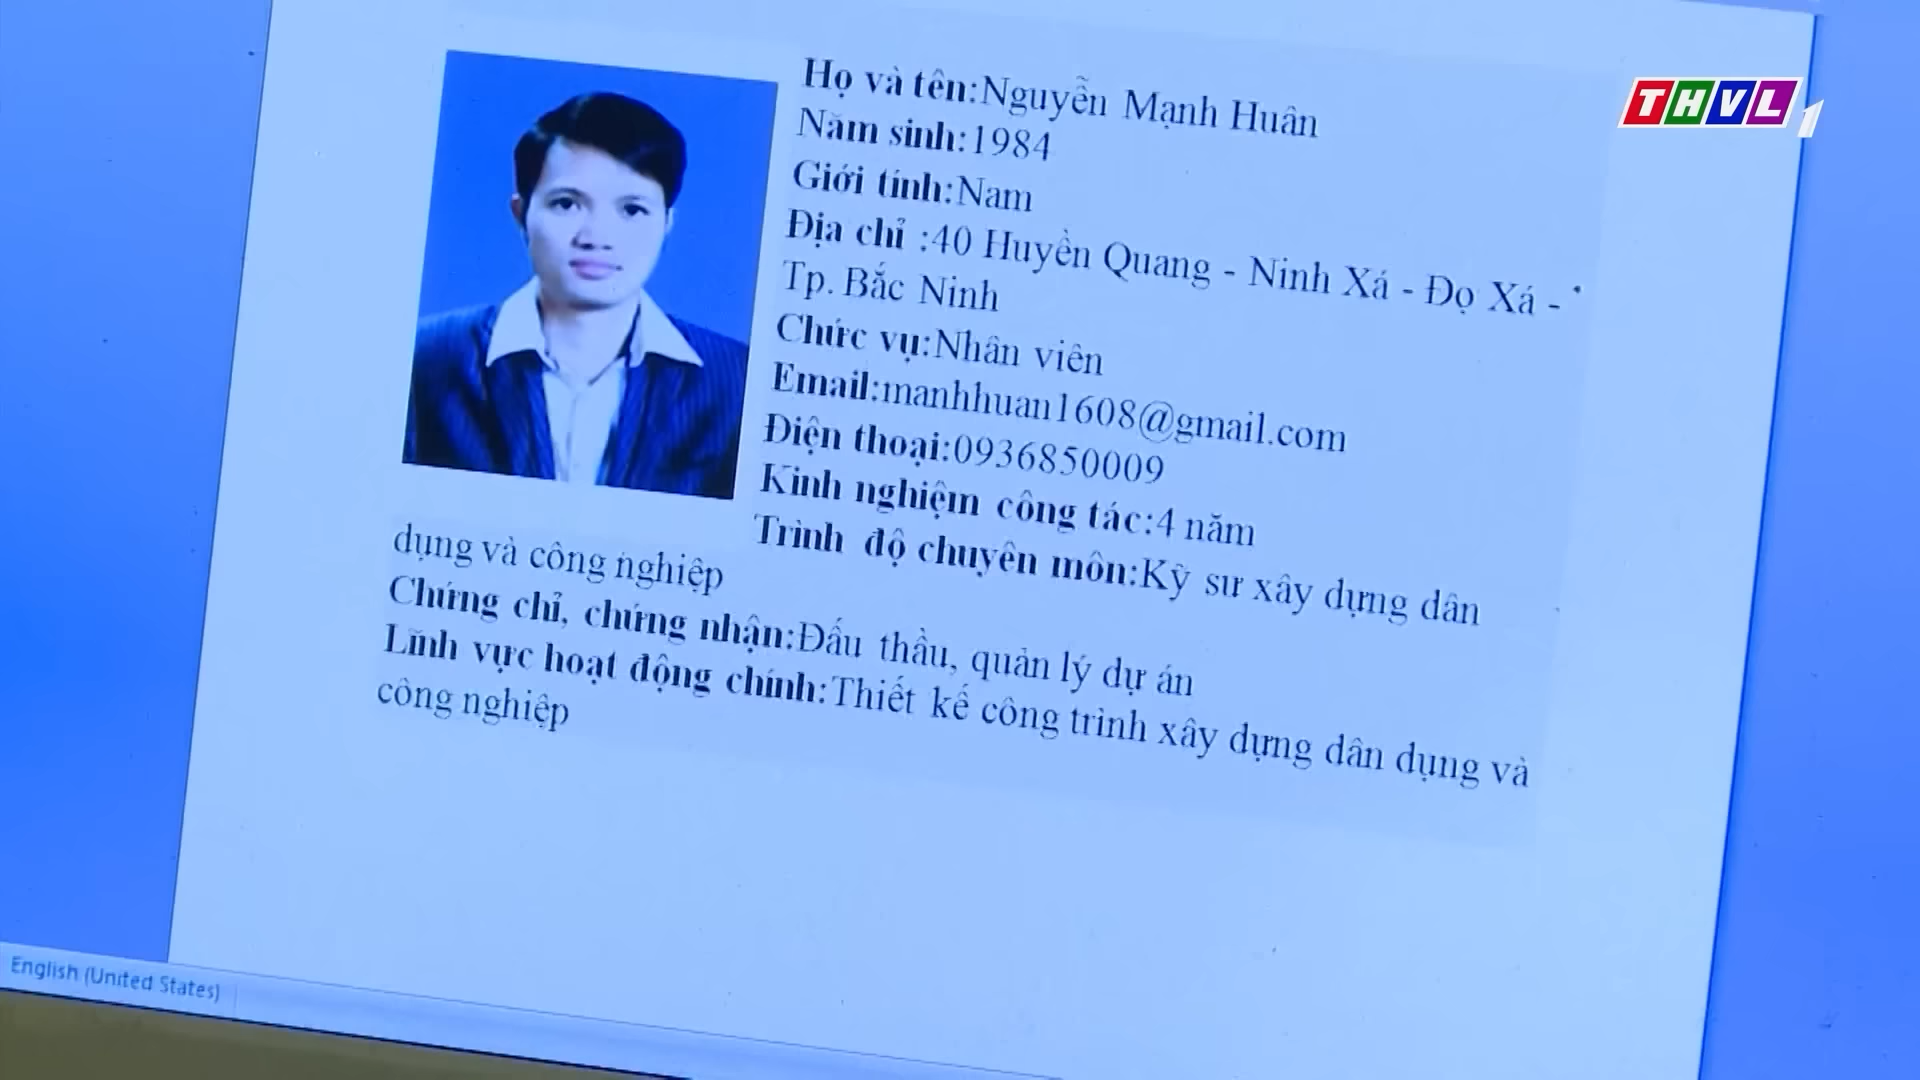 THVL 1
Họ và tên:Nguyễn Mạnh Huân
Năm sinh:1984
Giới tính:Nam
Địa chỉ :40 Huyền Quang - Ninh Xá - Đọ Xá -
Tp. Bắc Ninh
Chức vụ:Nhân viên
Email:manhhuan1608@gmail.com
Điện thoại:0936850009
Kinh nghiệm công tác:4 năm
Trình độ chuyên môn:Kỹ sư xây dựng dân
dụng và công nghiệp
Chứng chỉ, chứng nhận:Đấu thầu, quản lý dự án
Lĩnh vực hoạt động chính:Thiết kế công trình xây dựng dân dụng và
công nghiệp
English (United States)